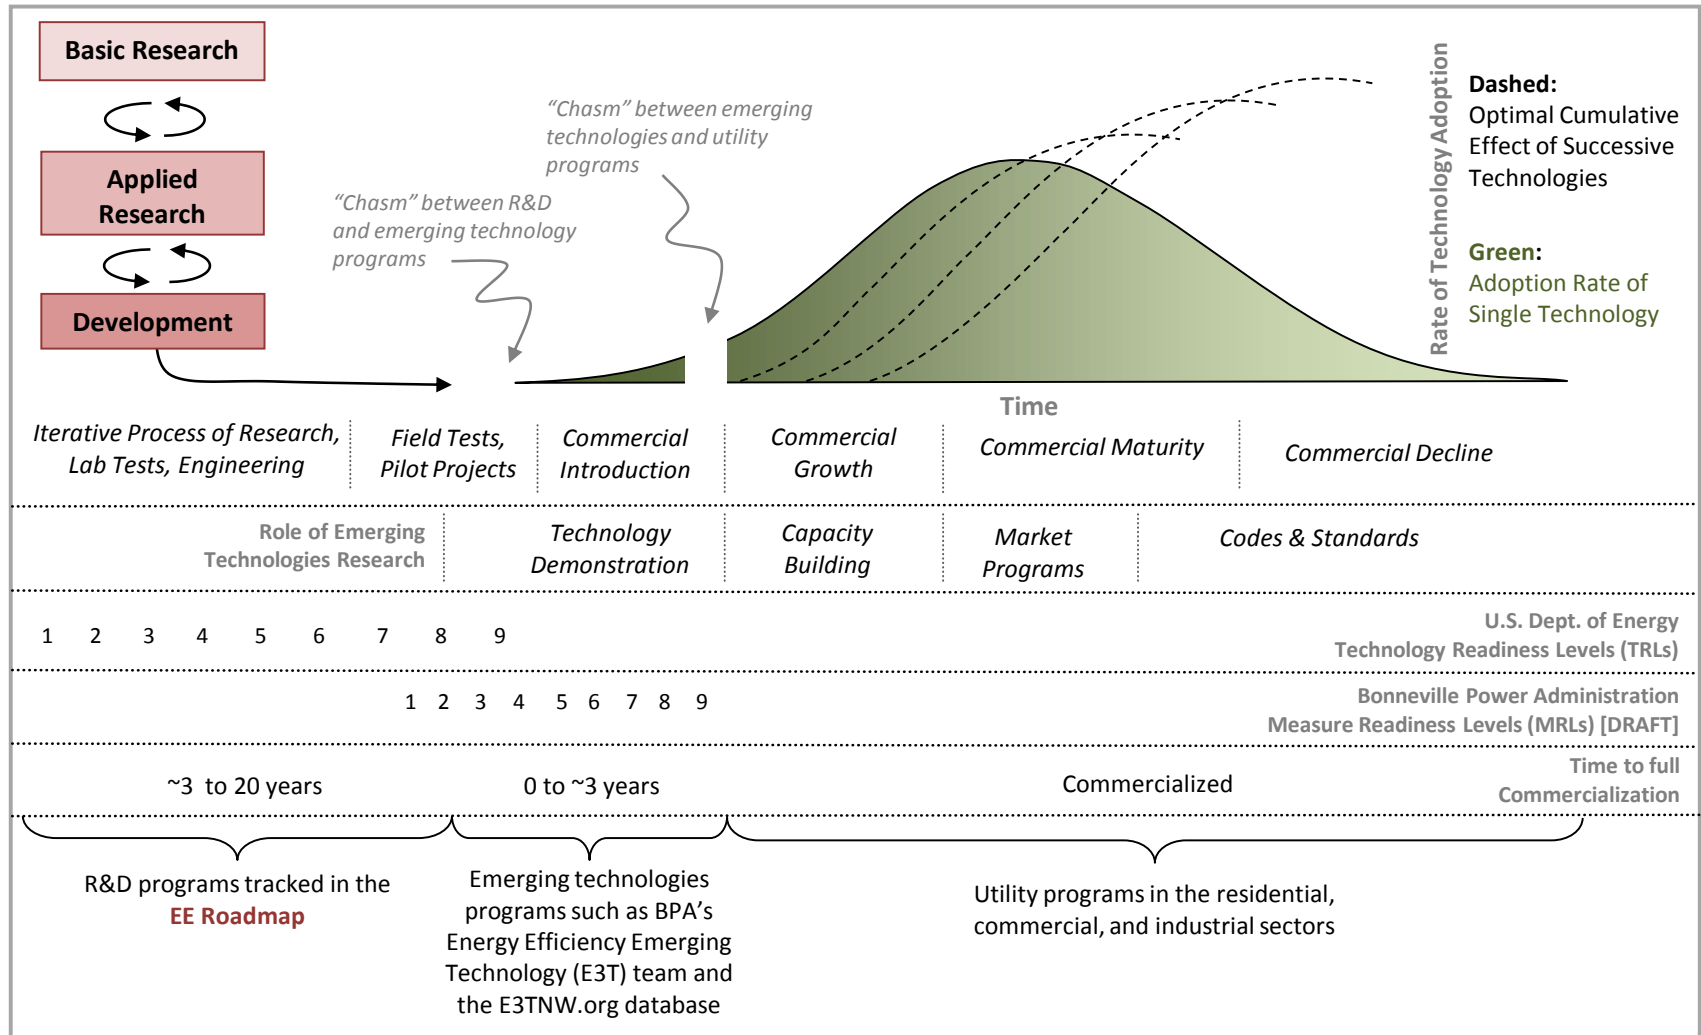 Basic Research
Applied
Research
Development
"Chasm" between R&D
and emerging technology
programs
"Chasm" between emerging
technologies and utility
programs
Rate of Technology Adoption
Dashed:
Optimal Cumulative
Effect of Successive
Technologies
Green:
Adoption Rate of
Single Technology
Time
Iterative Process of Research,
Lab Tests, Engineering
Field Tests,
Pilot Projects
Commercial
Introduction
Commercial
Growth
Commercial Maturity
Commercial Decline
Role of Emerging
Technologies Research
Technology
Demonstration
Capacity
Building
Market
Programs
Codes & Standards
1 2 3 4 5 6 7 8 9
U.S. Dept. of Energy
Technology Readiness Levels (TRLs)
1 2 3 4 5 6 7 8 9
Bonneville Power Administration
Measure Readiness Levels (MRLs) [DRAFT]
~3 to 20 years
0 to ~3 years
Commercialized
Time to full
Commercialization
R&D programs tracked in the
EE Roadmap
Emerging technologies
programs such as BPA's
Energy Efficiency Emerging
Technology (E3T) team and
the E3TNW.org database
Utility programs in the residential,
commercial, and industrial sectors